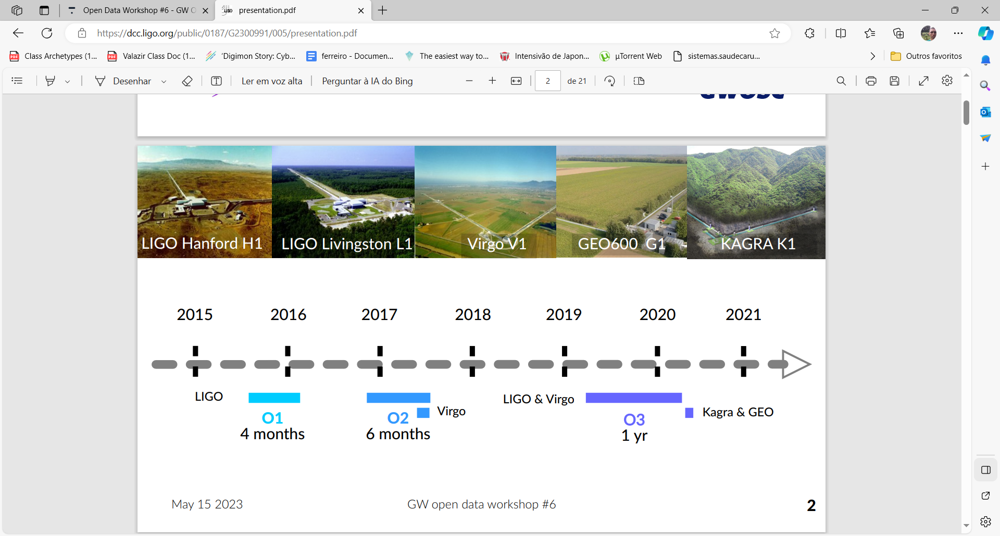 Open Data Workshop #6 - GW O
presentation.pdf
https://dcc.ligo.org/public/0187/G2300991/005/presentation.pdf
Class Archetypes (1...
Valazir Class Doc (1...
'Digimon Story: Cyb...
ferreiro - Documen...
The easiest way to...
Intensivão de Japon...
µTorrent Web
sistemas.saudecaru...
Outros favoritos
Desenhar
Ler em voz alta
Perguntar à IA do Bing
2
de 21
LIGO Hanford H1
LIGO Livingston L1
Virgo V1
GEO600 G1
KAGRA K1
2015
2016
2017
2018
2019
2020
2021
LIGO
O1
4 months
O2
6 months
Virgo
LIGO & Virgo
O3
1 yr
Kagra & GEO
May 15 2023
GW open data workshop #6
2